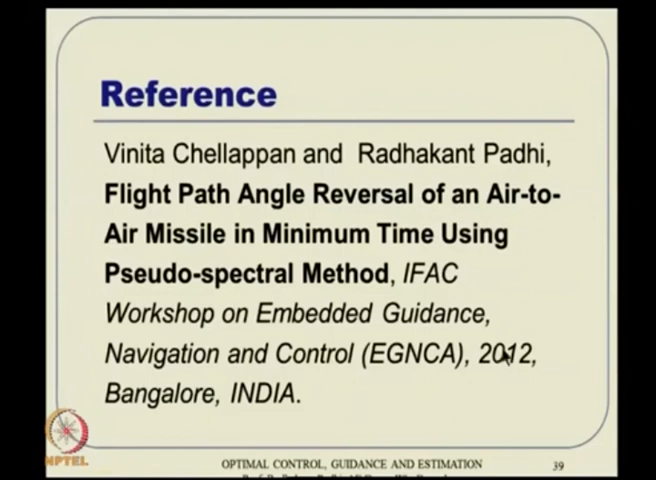 Reference
Vinita Chellappan and Radhakant Padhi,
Flight Path Angle Reversal of an Air-to-
Air Missile in Minimum Time Using
Pseudo-spectral Method, IFAC
Workshop on Embedded Guidance,
Navigation and Control (EGNCA), 2012,
Bangalore, INDIA.
NPTEL
OPTIMAL CONTROL, GUIDANCE AND ESTIMATION
39